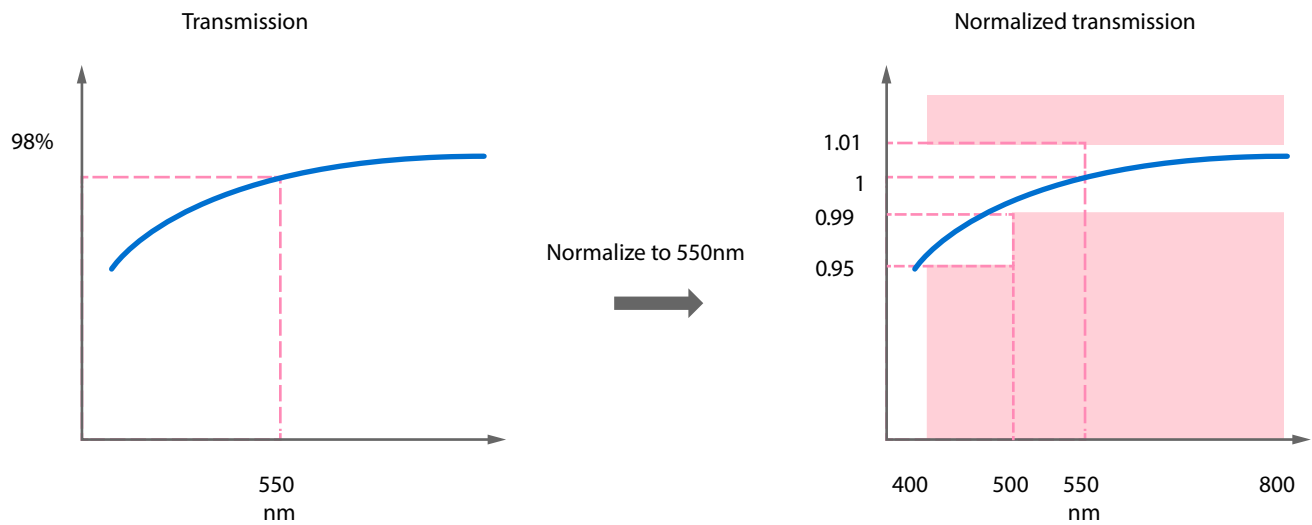 Transmission
98%
550
nm
Normalize to 550nm
Normalized transmission
1.01
1
0.99
0.95
400
500
550
800
nm